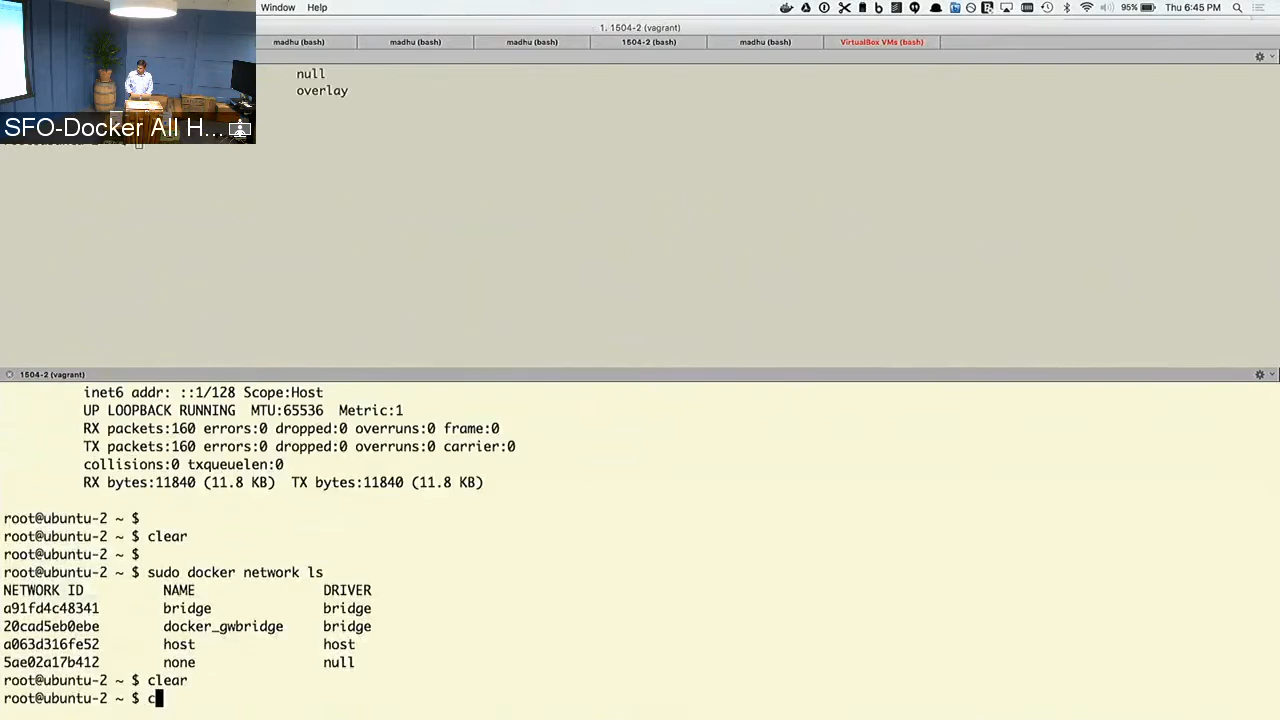 Window Help
95% Thu 6:45 PM
1. 1504-2 (vagrant)
madhu (bash) madhu (bash) madhu (bash) 1504-2 (bash) madhu (bash) VirtualBox VMs (bash)
null
overlay
SFO-Docker All H...
1504-2 (vagrant)
inet6 addr: ::1/128 Scope:Host
UP LOOPBACK RUNNING MTU:65536 Metric:1
RX packets:160 errors:0 dropped:0 overruns:0 frame:0
TX packets:160 errors:0 dropped:0 overruns:0 carrier:0
collisions:0 txqueuelen:0
RX bytes:11840 (11.8 KB) TX bytes:11840 (11.8 KB)
root@ubuntu-2 ~ $
root@ubuntu-2 ~ $ clear
root@ubuntu-2 ~ $
root@ubuntu-2 ~ $ sudo docker network ls
NETWORK ID NAME DRIVER
a91fd4c48341 bridge bridge
20cad5eb0ebe docker_gwbridge bridge
a063d316fe52 host host
5ae02a17b412 none null
root@ubuntu-2 ~ $ clear
root@ubuntu-2 ~ $ c